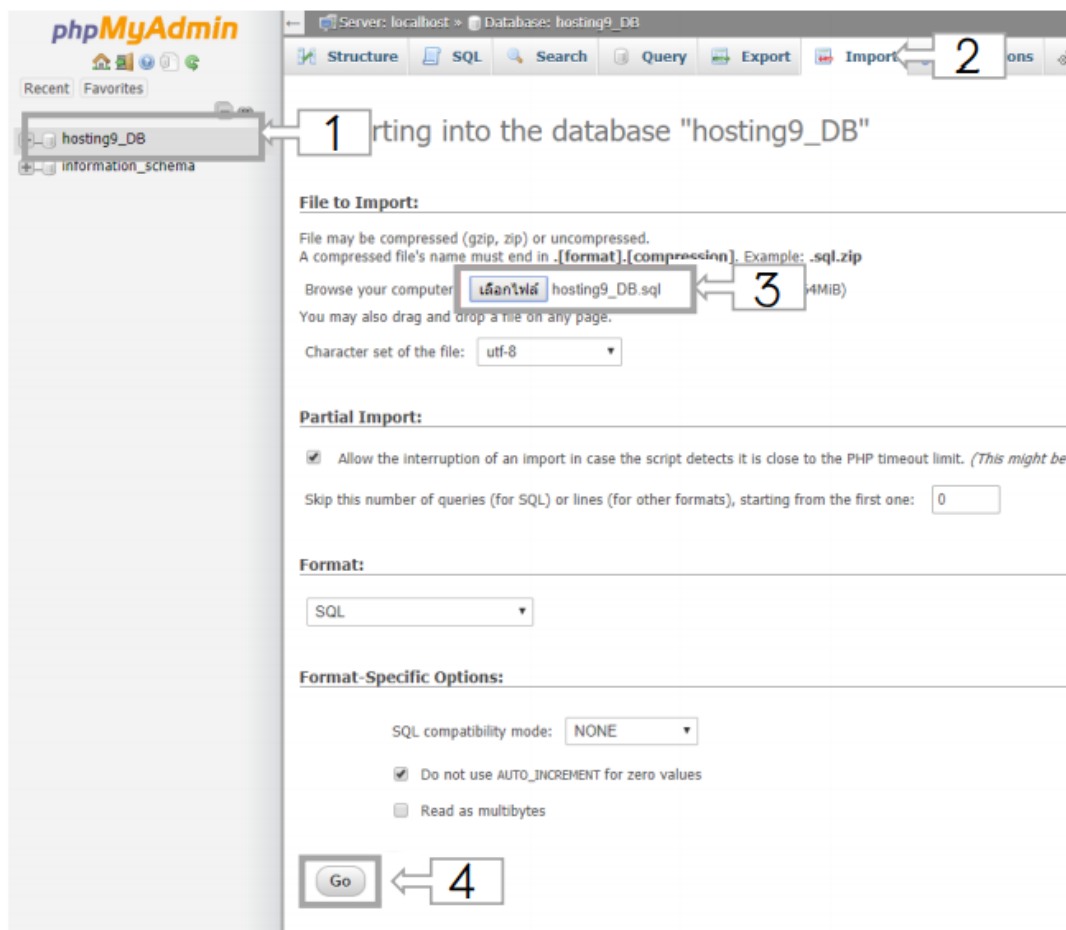 phpMyAdmin
Recent Favorites
hosting9_DB
information_schema
Server: localhost » Database: hosting9_DB
Structure SQL Search Query Export Import ons
2
1
rting into the database "hosting9_DB"
File to Import:
File may be compressed (gzip, zip) or uncompressed.
A compressed file's name must end in .[format].[compression]. Example: .sql.zip
Browse your computer เลือกไฟล์ hosting9_DB.sql 3 64MiB)
You may also drag and drop a file on any page.
Character set of the file: utf-8
Partial Import:
Allow the interruption of an import in case the script detects it is close to the PHP timeout limit. (This might be
Skip this number of queries (for SQL) or lines (for other formats), starting from the first one: 0
Format:
SQL
Format-Specific Options:
SQL compatibility mode: NONE
Do not use AUTO_INCREMENT for zero values
Read as multibytes
Go 4